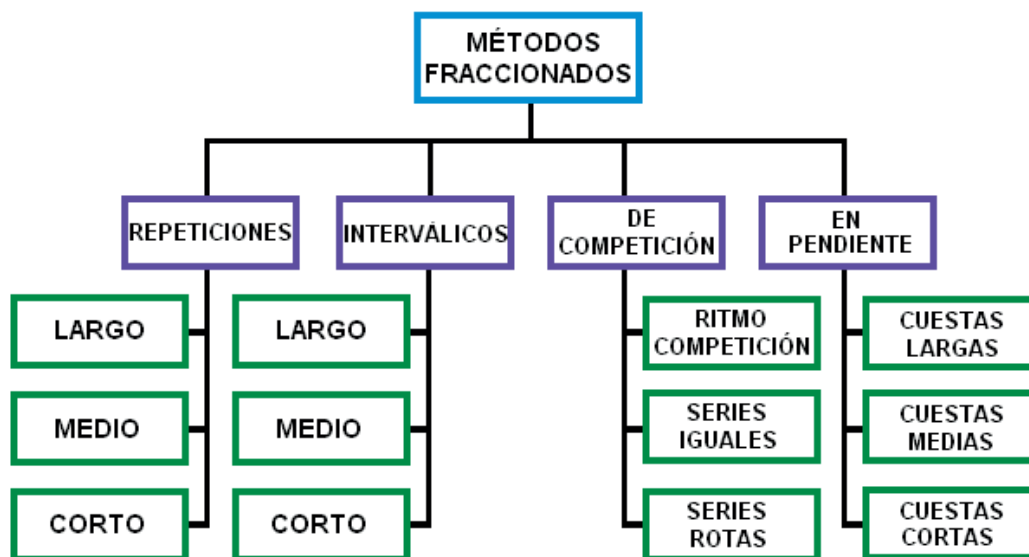 MÉTODOS
FRACCIONADOS
REPETICIONES
INTERVÁLICOS
DE
COMPETICIÓN
EN
PENDIENTE
LARGO
LARGO
RITMO
COMPETICIÓN
CUESTAS
LARGAS
MEDIO
MEDIO
SERIES
IGUALES
CUESTAS
MEDIAS
CORTO
CORTO
SERIES
ROTAS
CUESTAS
CORTAS